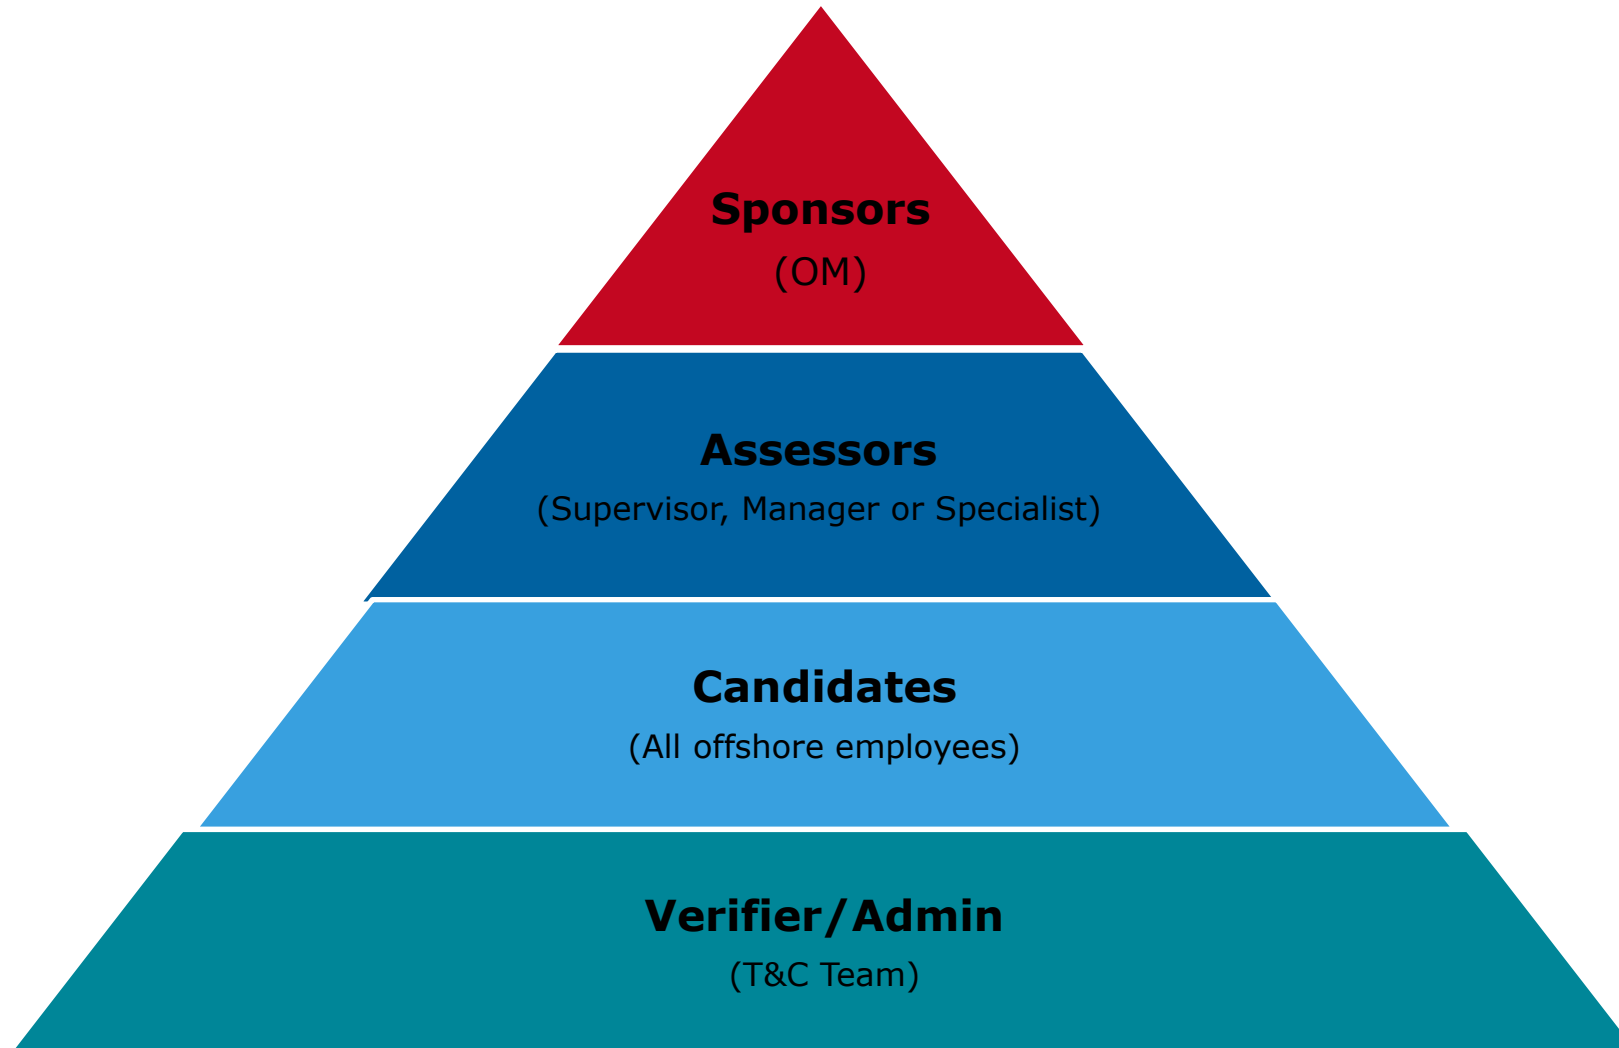 Sponsors
(OM)
Assessors
(Supervisor, Manager or Specialist)
Candidates
(All offshore employees)
Verifier/Admin
(T&C Team)